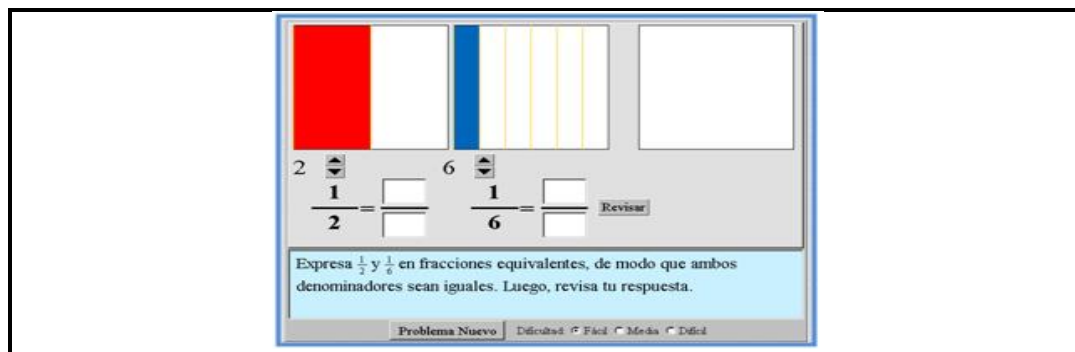 2 6
1/2 = 1/6 = Revisar
Expresa 1/2 y 1/6 en fracciones equivalentes, de modo que ambos
denominadores sean iguales. Luego, revisa tu respuesta.
Problema Nuevo Dificultad: Fácil Media Difícil